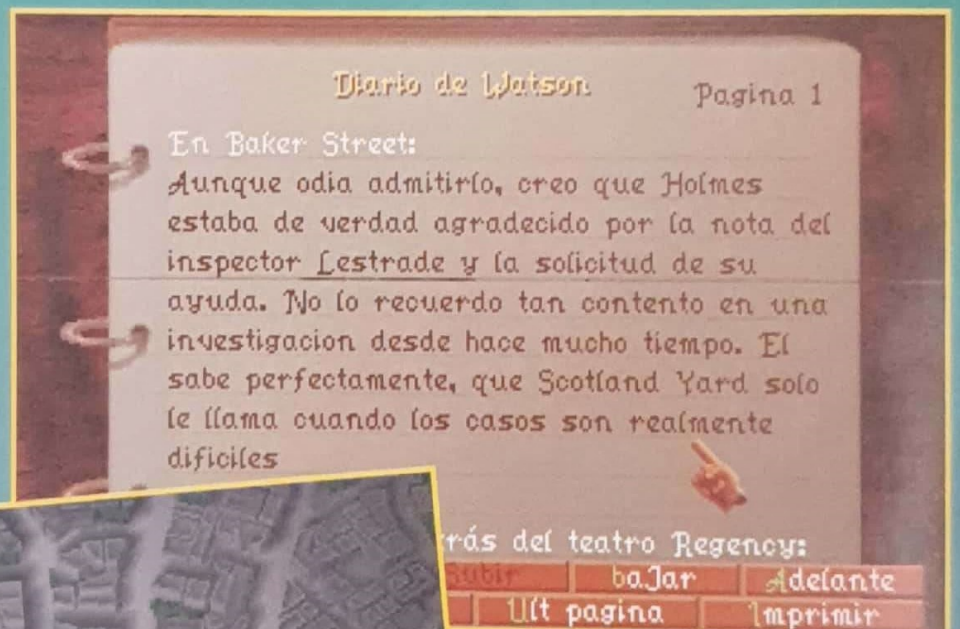 Diario de Watson
Pagina 1
En Baker Street:
Aunque odia admitirlo, creo que Holmes
estaba de verdad agradecido por la nota del
inspector Lestrade y la solicitud de su
ayuda. No lo recuerdo tan contento en una
investigacion desde hace mucho tiempo. El
sabe perfectamente, que Scotland Yard solo
le llama cuando los casos son realmente
dificiles
rás del teatro Regency:
Subir baJar Adelante
Ult pagina Imprimir